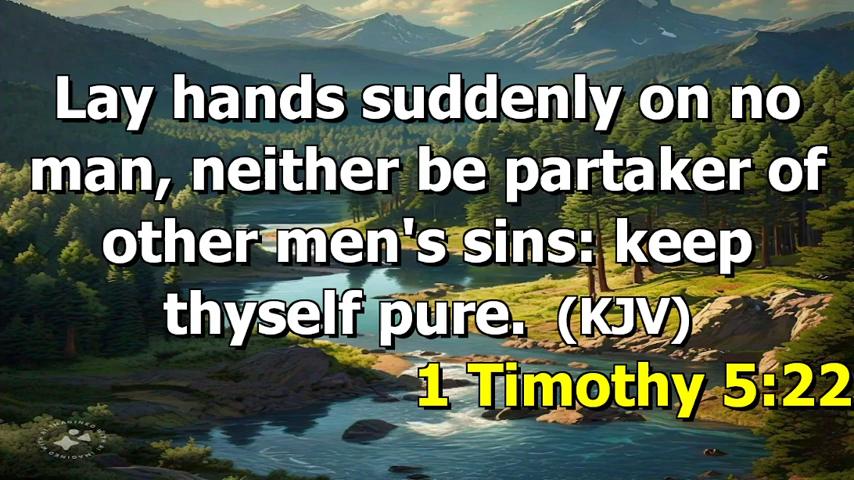 Lay hands suddenly on no
man, neither be partaker of
other men's sins: keep
thyself pure. (KJV)
1 Timothy 5:22